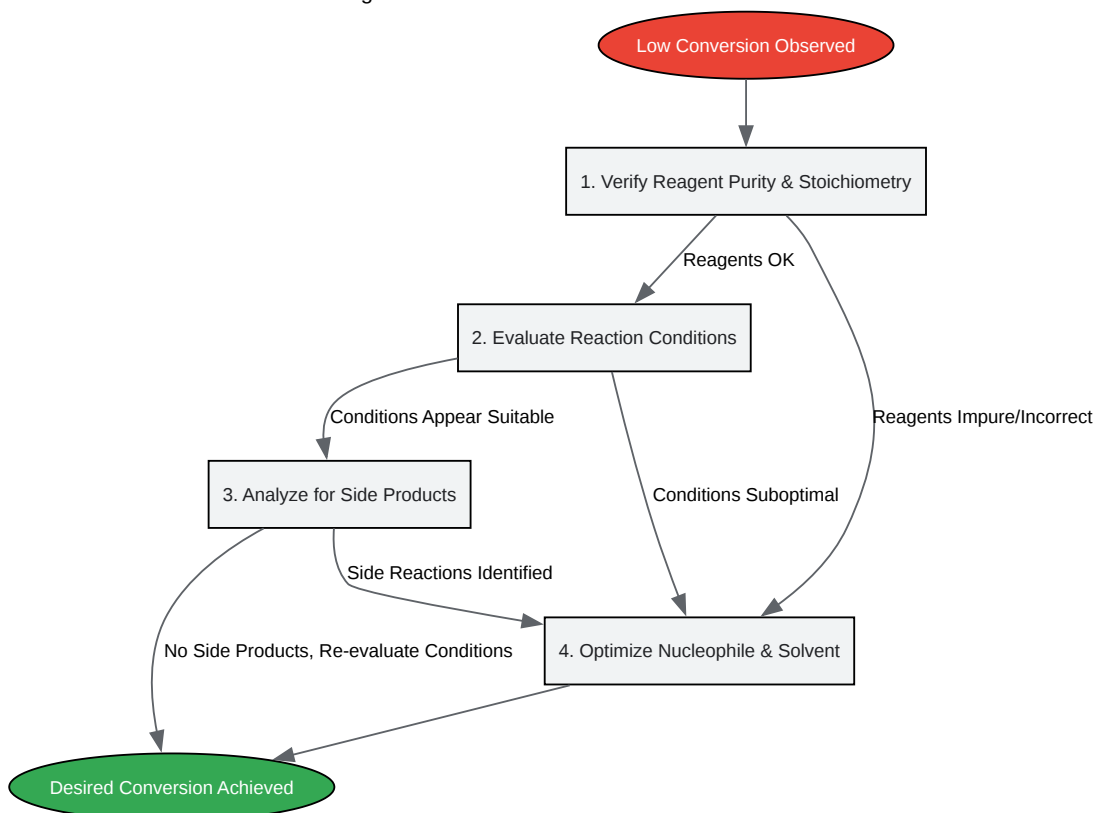 Low Conversion Observed
1. Verify Reagent Purity & Stoichiometry
Reagents OK
2. Evaluate Reaction Conditions
Conditions Appear Suitable
Reagents Impure/Incorrect
3. Analyze for Side Products
Conditions Suboptimal
Side Reactions Identified
No Side Products, Re-evaluate Conditions
4. Optimize Nucleophile & Solvent
Desired Conversion Achieved